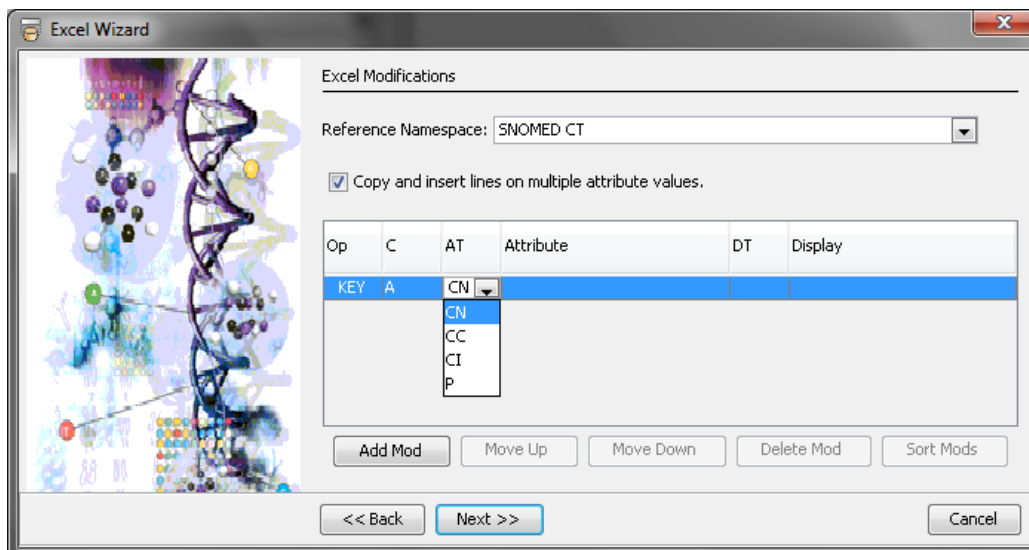 Excel Wizard
Excel Modifications
Reference Namespace: SNOMED CT
Copy and insert lines on multiple attribute values.
Op C AT Attribute DT Display
KEY A CN
CN
CC
CI
P
Add Mod Move Up Move Down Delete Mod Sort Mods
<< Back Next >> Cancel